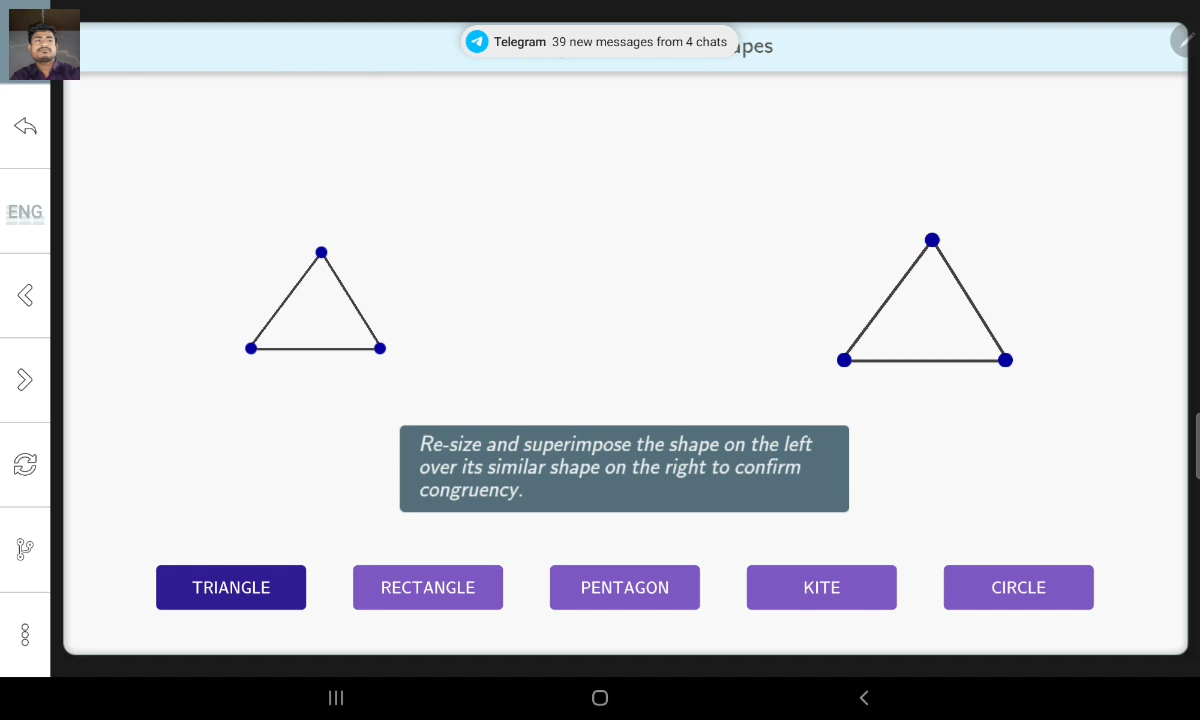 Telegram 39 new messages from 4 chats
ENG
Re-size and superimpose the shape on the left
over its similar shape on the right to confirm
congruency.
TRIANGLE
RECTANGLE
PENTAGON
KITE
CIRCLE